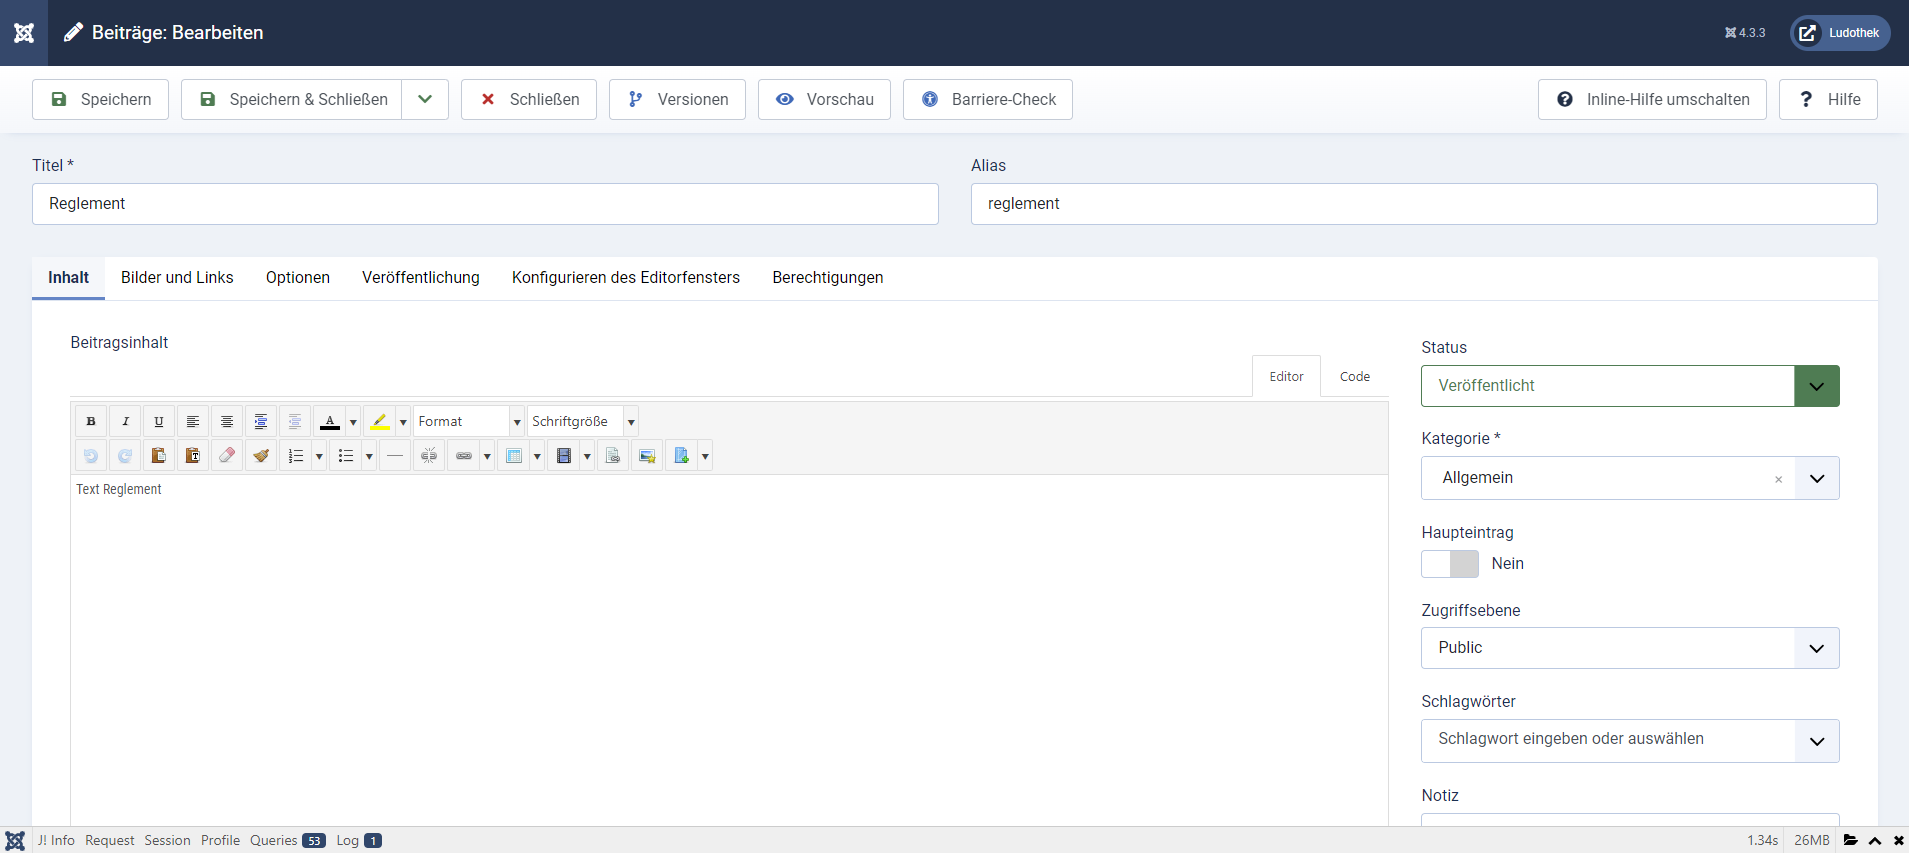 Beiträge: Bearbeiten
4.3.3
Ludothek
Speichern
Speichern & Schließen
Schließen
Versionen
Vorschau
Barriere-Check
Inline-Hilfe umschalten
? Hilfe
Titel *
Alias
Reglement
reglement
Inhalt
Bilder und Links
Optionen
Veröffentlichung
Konfigurieren des Editorfensters
Berechtigungen
Beitragsinhalt
Editor
Code
B I U A Format Schriftgröße
Text Reglement
Status
Veröffentlicht
Kategorie *
Allgemein ×
Haupteintrag
Nein
Zugriffsebene
Public
Schlagwörter
Schlagwort eingeben oder auswählen
Notiz
J! Info Request Session Profile Queries 53 Log 1
1.34s 26MB